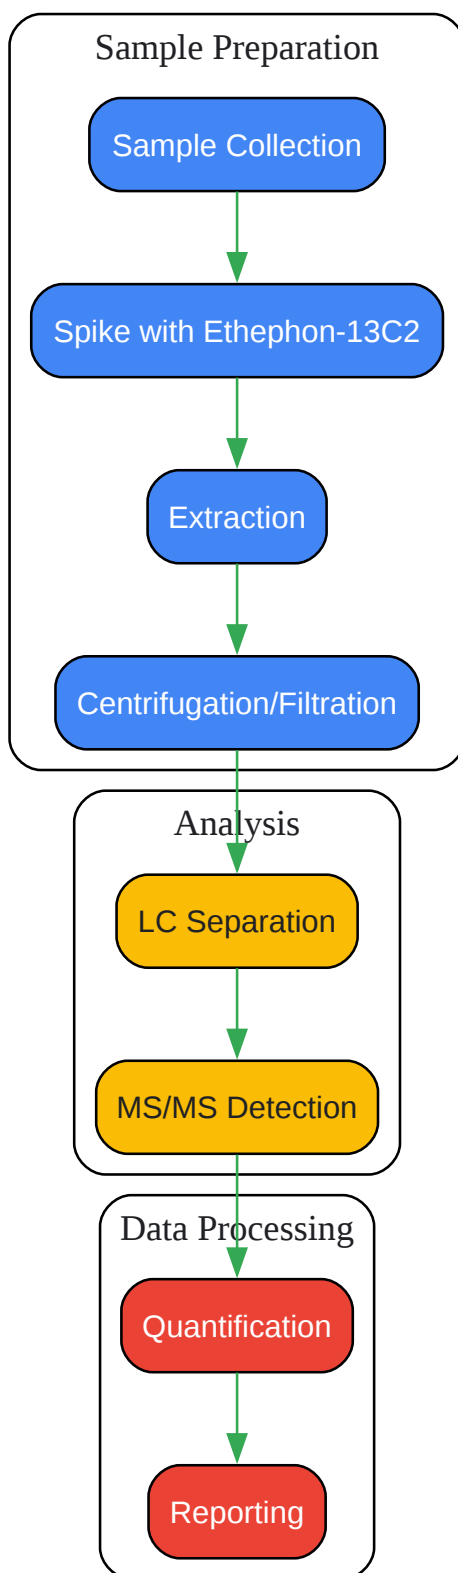 Sample Preparation
Sample Collection
Spike with Ethephon-13C2
Extraction
Centrifugation/Filtration
Analysis
LC Separation
MS/MS Detection
Data Processing
Quantification
Reporting